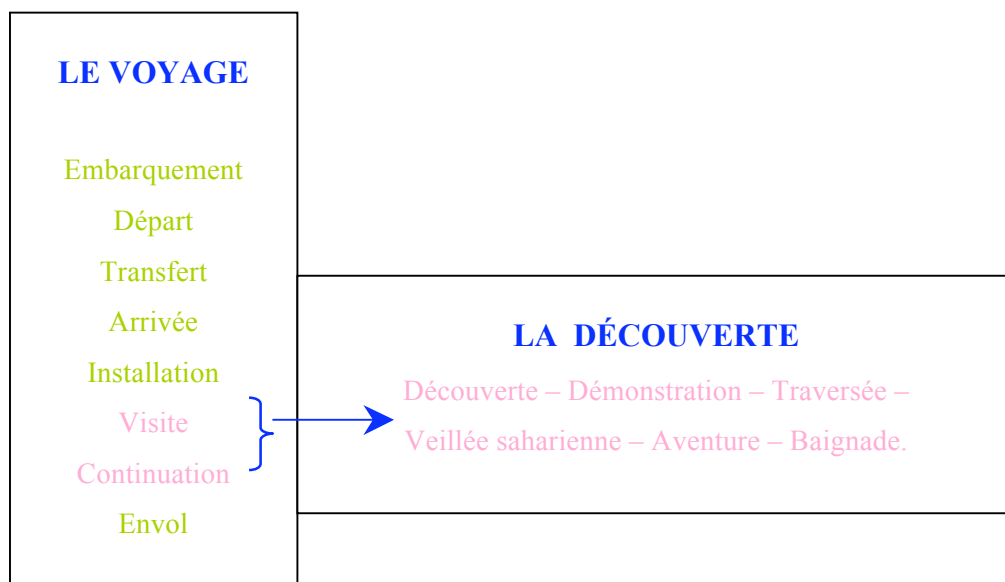 LE VOYAGE
Embarquement
Départ
Transfert
Arrivée
Installation
Visite
Continuation
Envol
LA DÉCOUVERTE
Découverte – Démonstration – Traversée –
Veillée saharienne – Aventure – Baignade.